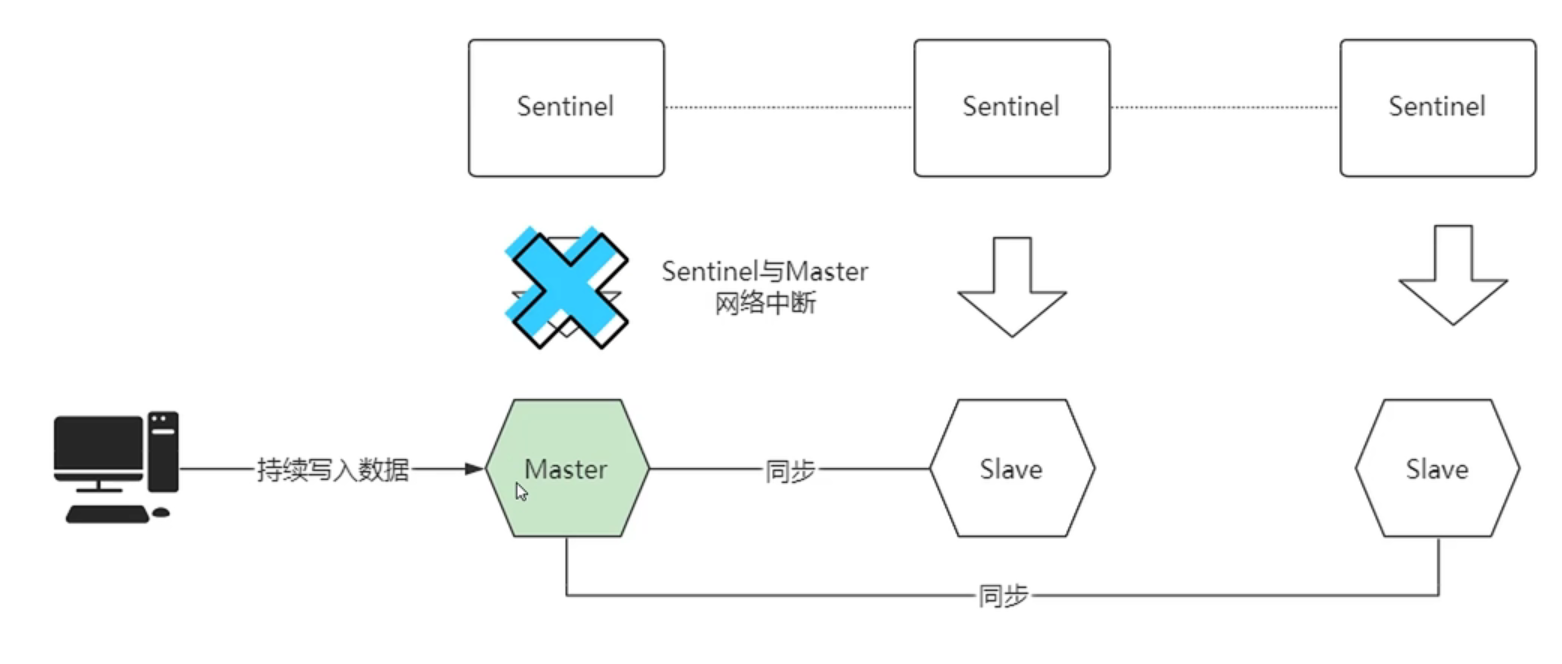 Sentinel
Sentinel
Sentinel
Sentinel与Master
网络中断
持续写入数据
Master
同步
Slave
Slave
同步